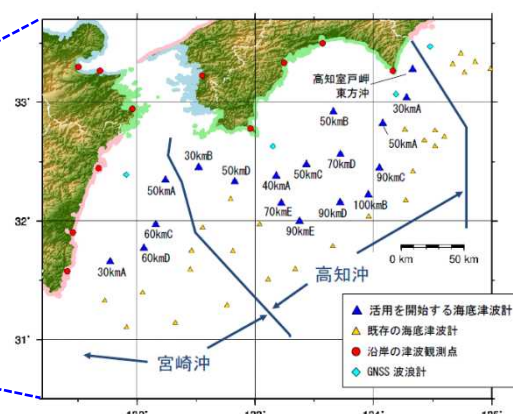 高知室戸岬
東方沖
33°
30kmA
50kmB
50kmA
30kmB
50kmA
50kmD
40kmA
50kmC
70kmD
90kmC
70kmE
90kmD
100kmB
90kmE
32°
60kmC
60kmD
30kmA
0 km
50 km
高知沖
宮崎沖
31°
活用を開始する海底津波計
既存の海底津波計
沿岸の津波観測点
GNSS 波浪計